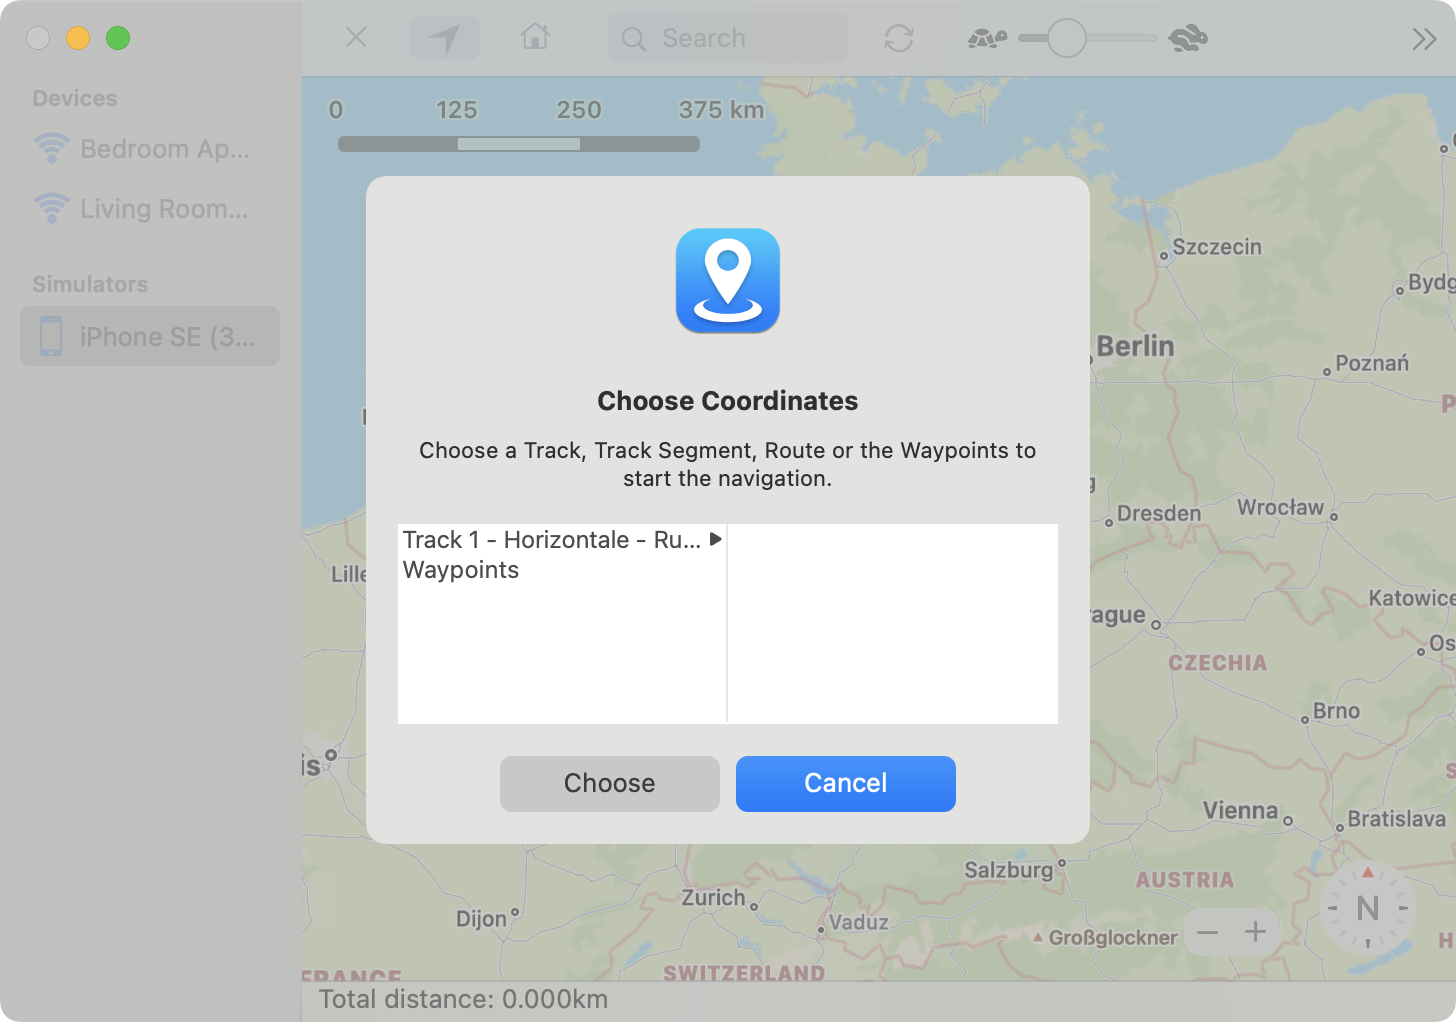 Search
Devices
Bedroom Ap...
Living Room...
Simulators
iPhone SE (3...
0 125 250 375 km
Szczecin
Bydg
Berlin
Poznań
Dresden
Wrocław
Lille
Katowice
ague
Os
CZECHIA
Brno
is
Vienna
Bratislava
Salzburg
AUSTRIA
Zurich
Dijon
Vaduz
Großglockner
N
SWITZERLAND
FRANCE
Choose Coordinates
Choose a Track, Track Segment, Route or the Waypoints to
start the navigation.
Track 1 - Horizontale - Ru...
Waypoints
Choose
Cancel
Total distance: 0.000km